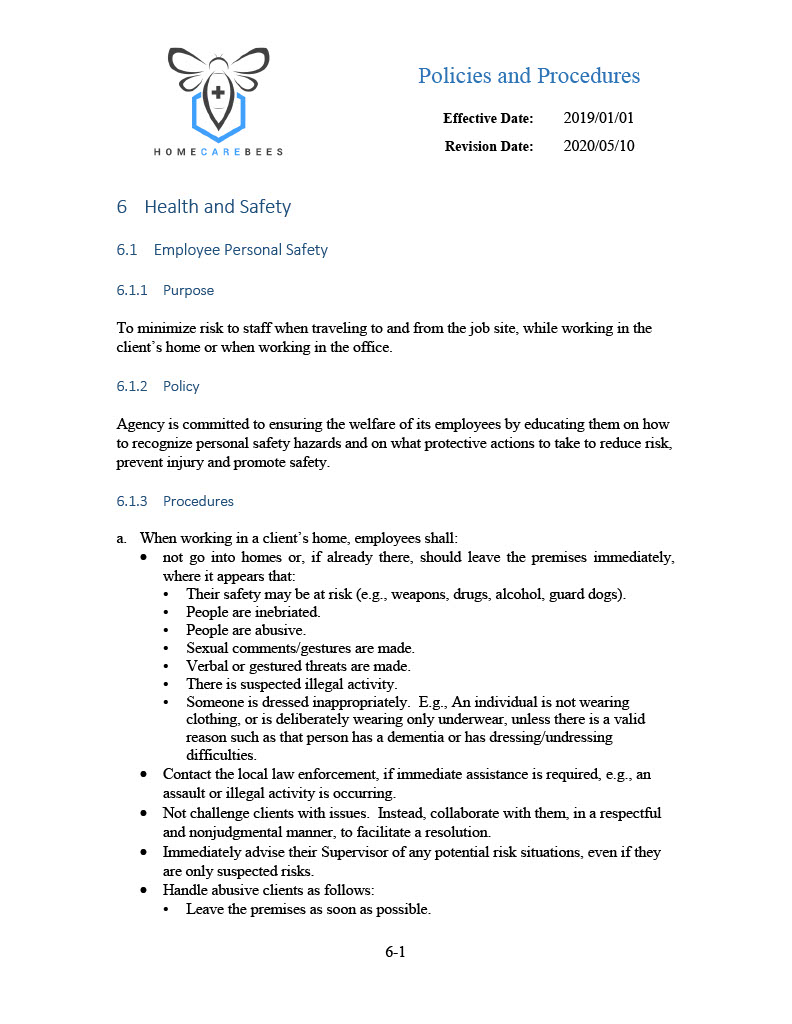 HOMECAREBEES
Policies and Procedures
Effective Date: 2019/01/01
Revision Date: 2020/05/10
6 Health and Safety
6.1 Employee Personal Safety
6.1.1 Purpose
To minimize risk to staff when traveling to and from the job site, while working in the
client’s home or when working in the office.
6.1.2 Policy
Agency is committed to ensuring the welfare of its employees by educating them on how
to recognize personal safety hazards and on what protective actions to take to reduce risk,
prevent injury and promote safety.
6.1.3 Procedures
a. When working in a client’s home, employees shall:
• not go into homes or, if already there, should leave the premises immediately,
where it appears that:
• Their safety may be at risk (e.g., weapons, drugs, alcohol, guard dogs).
• People are inebriated.
• People are abusive.
• Sexual comments/gestures are made.
• Verbal or gestured threats are made.
• There is suspected illegal activity.
• Someone is dressed inappropriately. E.g., An individual is not wearing
clothing, or is deliberately wearing only underwear, unless there is a valid
reason such as that person has a dementia or has dressing/undressing
difficulties.
• Contact the local law enforcement, if immediate assistance is required, e.g., an
assault or illegal activity is occurring.
• Not challenge clients with issues. Instead, collaborate with them, in a respectful
and nonjudgmental manner, to facilitate a resolution.
• Immediately advise their Supervisor of any potential risk situations, even if they
are only suspected risks.
• Handle abusive clients as follows:
• Leave the premises as soon as possible.
6-1